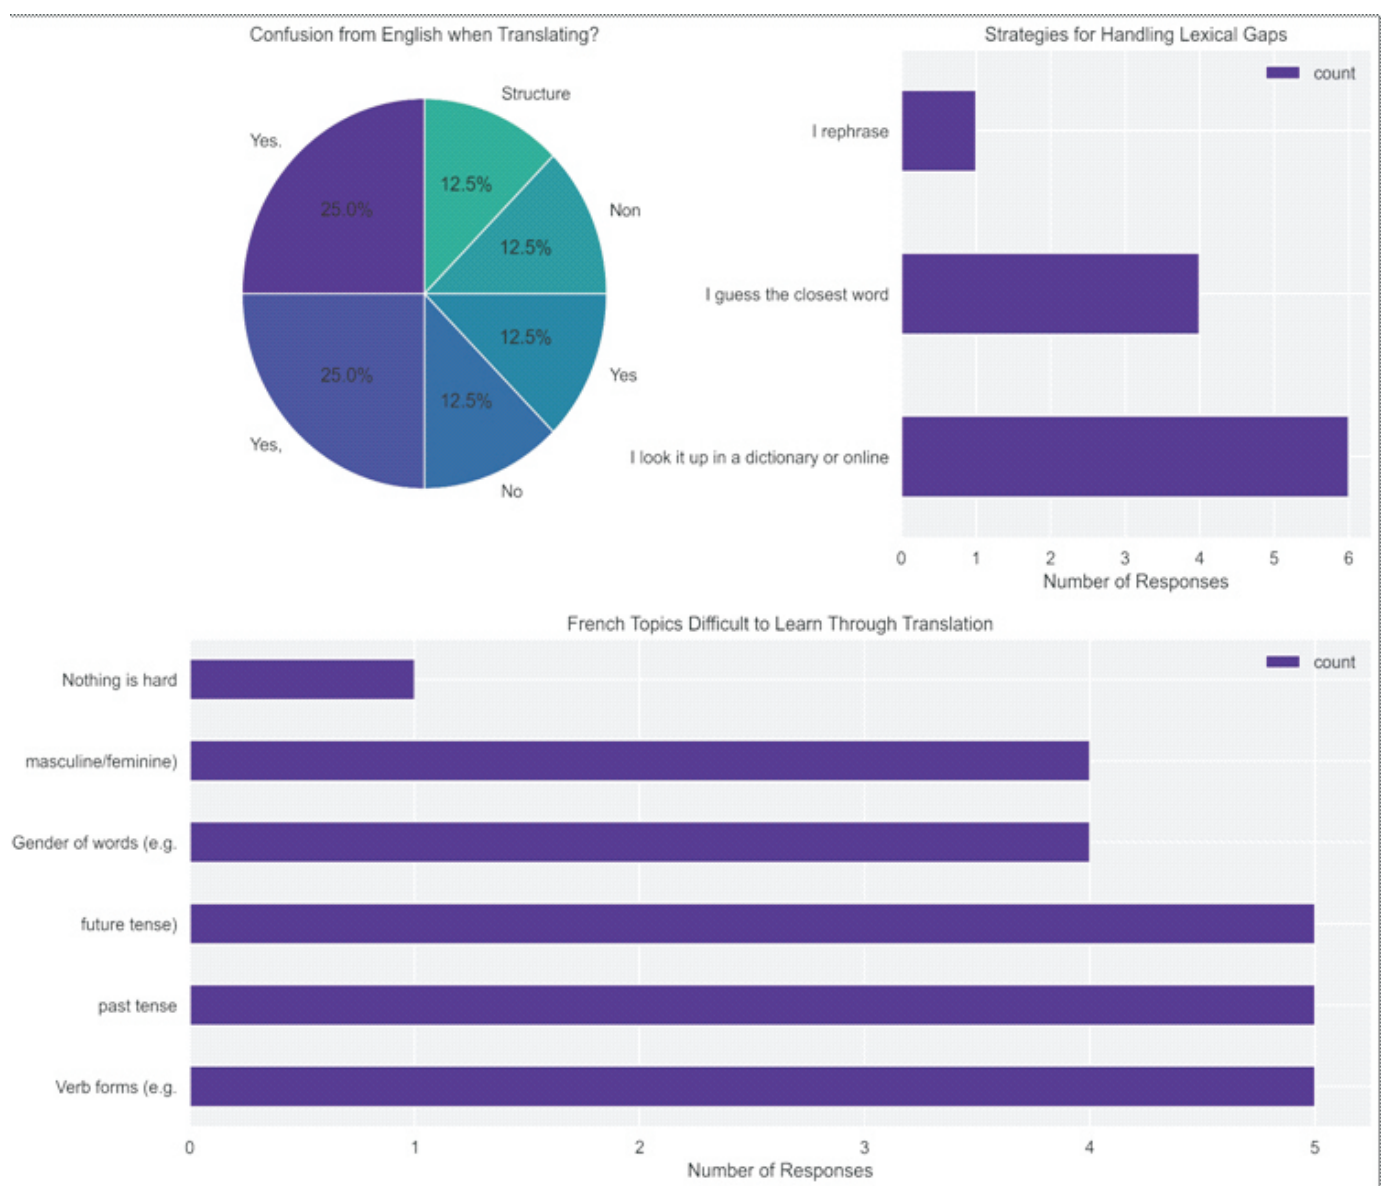 Confusion from English when Translating?
Structure
Yes.
12.5%
25.0%
Non
12.5%
12.5%
Yes
25.0%
12.5%
Yes,
No
Strategies for Handling Lexical Gaps
count
I rephrase
I guess the closest word
I look it up in a dictionary or online
0 1 2 3 4 5 6
Number of Responses
French Topics Difficult to Learn Through Translation
count
Nothing is hard
masculine/feminine)
Gender of words (e.g.
future tense)
past tense
Verb forms (e.g.
0 1 2 3 4 5
Number of Responses